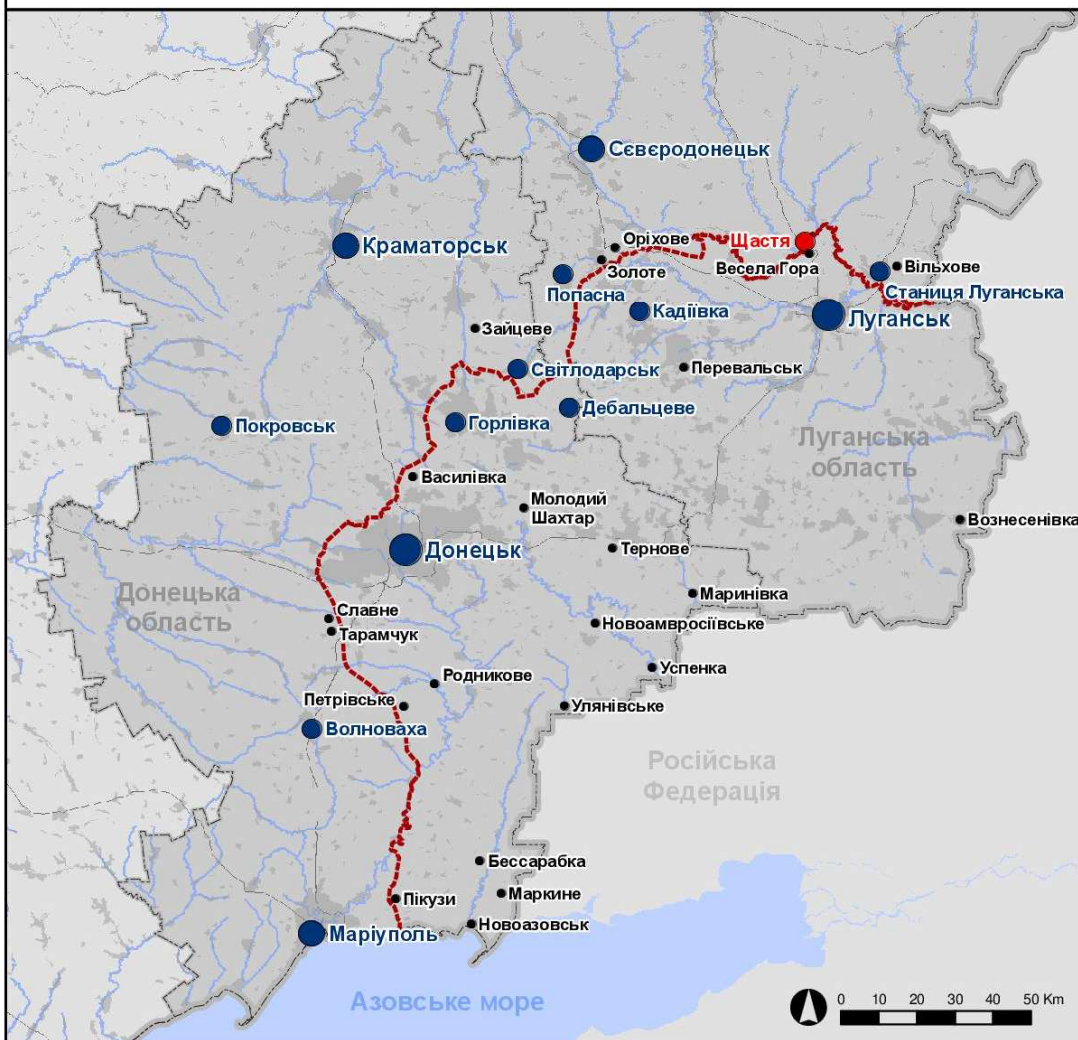 Сєвєродонецьк
Оріхове
Щастя
Краматорськ
Золоте
Весела Гора
Вільхове
Попасна
Станиця Луганська
Кадіївка
Луганськ
Зайцеве
Світлодарськ
Перевальськ
Дебальцеве
Покровськ
Горлівка
Луганська
область
Василівка
Молодий
Шахтар
Вознесенівка
Донецьк
Тернове
Донецька
область
Маринівка
Славне
Тарамчук
Новоамвросіївське
Успенка
Родникове
Петрівське
Улянівське
Волноваха
Російська
Федерація
Бессарабка
Пікузи
Маркине
Новоазовськ
Маріуполь
Азовське море
0 10 20 30 40 50 Km